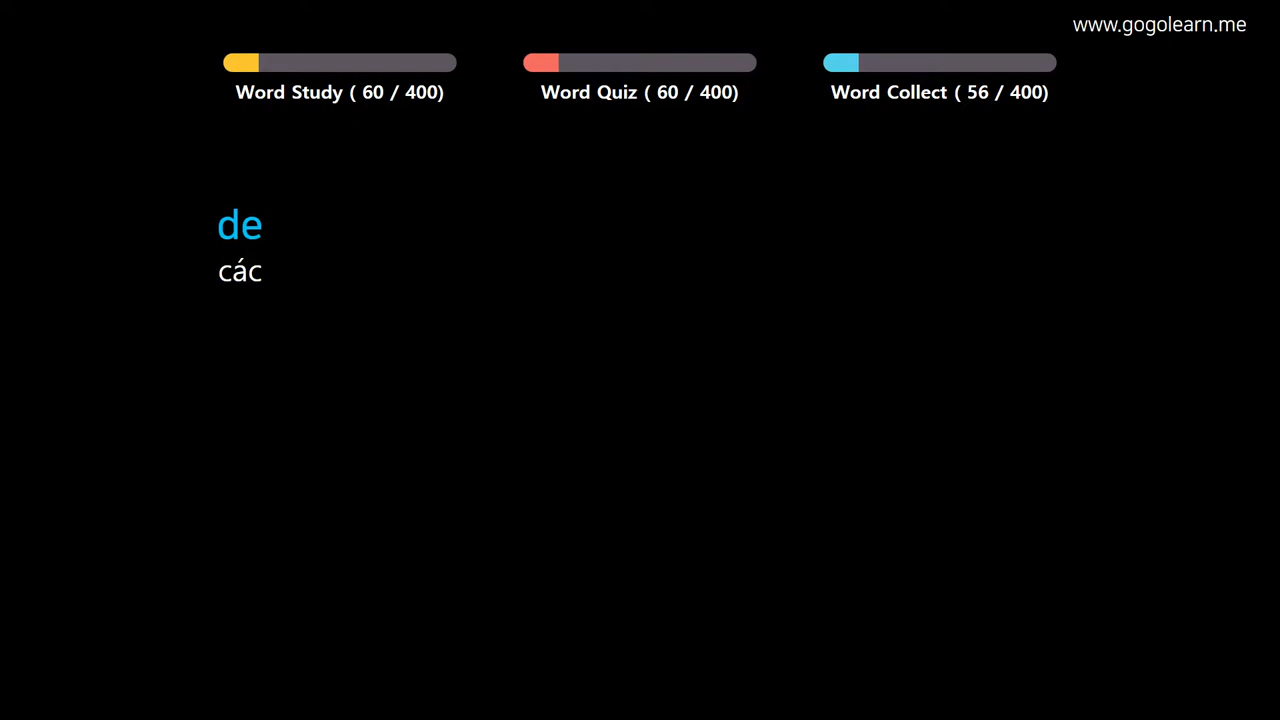 www.gogolearn.me
Word Study ( 60 / 400)
Word Quiz ( 60 / 400)
Word Collect ( 56 / 400)
de
các